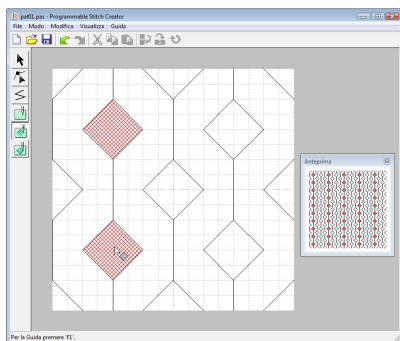 pat01.pas - Programmable Stitch Creator
File Modo Modifica Visualizza Guida
Anteprima
Per la Guida premere 'F1'.